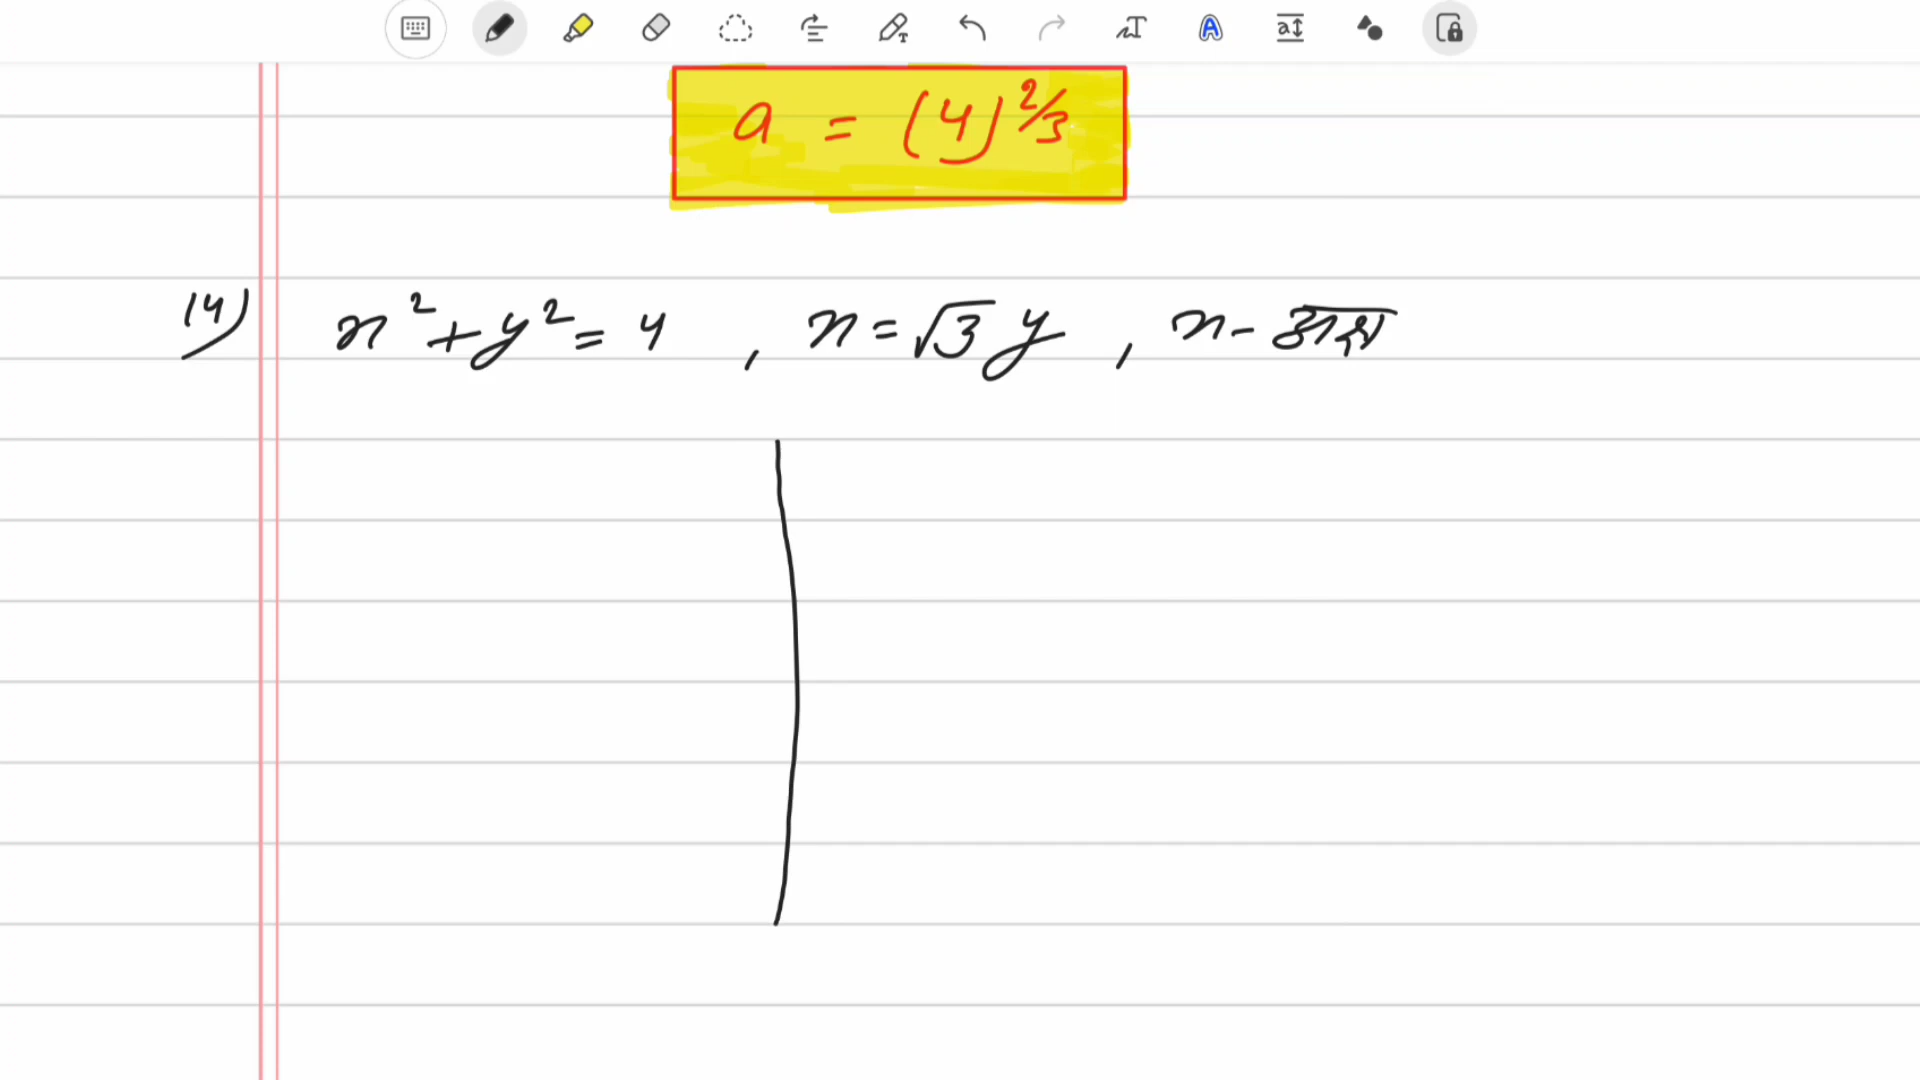 a = (4)^2/3
14) x² + y² = 4 , x = √3 y , x - अक्ष